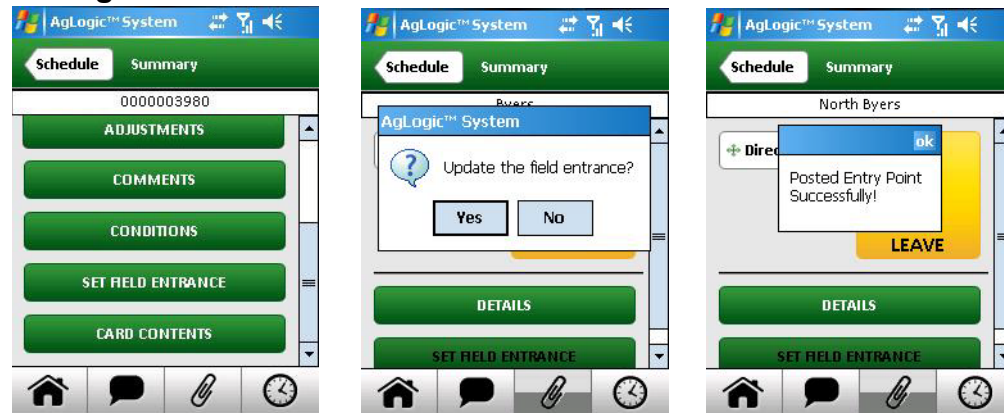 AgLogic™ System
Schedule
Summary
0000003980
ADJUSTMENTS
COMMENTS
CONDITIONS
SET FIELD ENTRANCE
CARD CONTENTS
AgLogic™ System
Schedule
Summary
Byers
AgLogic™ System
Update the field entrance?
Yes
No
DETAILS
SET FIELD ENTRANCE
AgLogic™ System
Schedule
Summary
North Byers
Direc
ok
Posted Entry Point
Successfully!
LEAVE
DETAILS
SET FIELD ENTRANCE